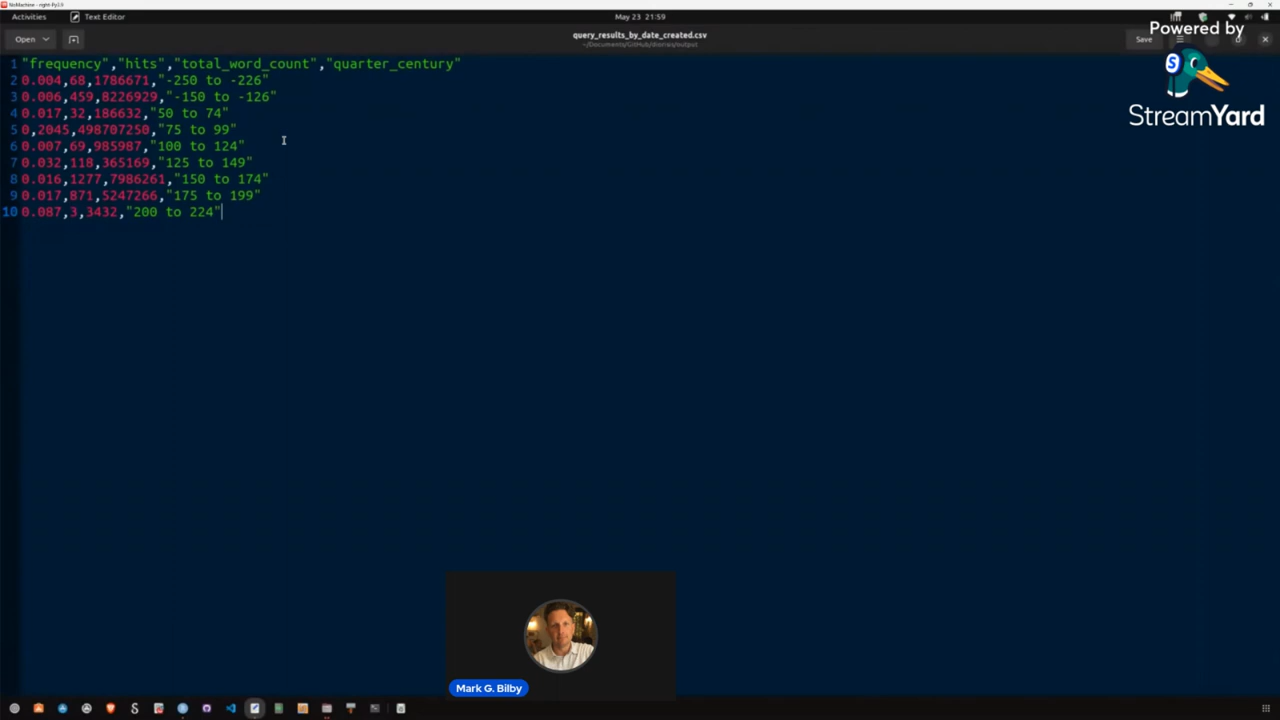 NoMachine - right-Pp3X
Activities
Text Editor
May 23 21:59
Powered by
Open
query_results_by_date_created.csv
Save
StreamYard
1 "frequency","hits","total_word_count","quarter_century"
2 0.004,68,1786671,"-250 to -226"
3 0.006,459,8226929,"-150 to -126"
4 0.017,32,186632,"50 to 74"
5 0,2045,498707250,"75 to 99"
6 0.007,69,985987,"100 to 124"
7 0.032,118,365169,"125 to 149"
8 0.016,1277,7986261,"150 to 174"
9 0.017,871,5247266,"175 to 199"
10 0.087,3,3432,"200 to 224"
Mark G. Bilby